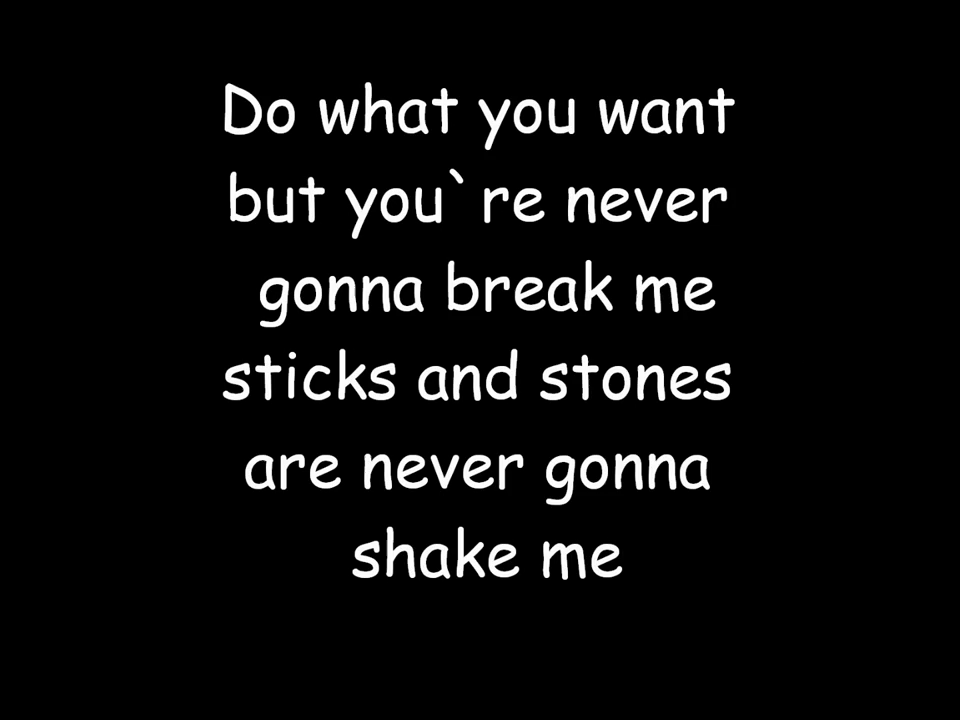 Do what you want
but you`re never
gonna break me
sticks and stones
are never gonna
shake me